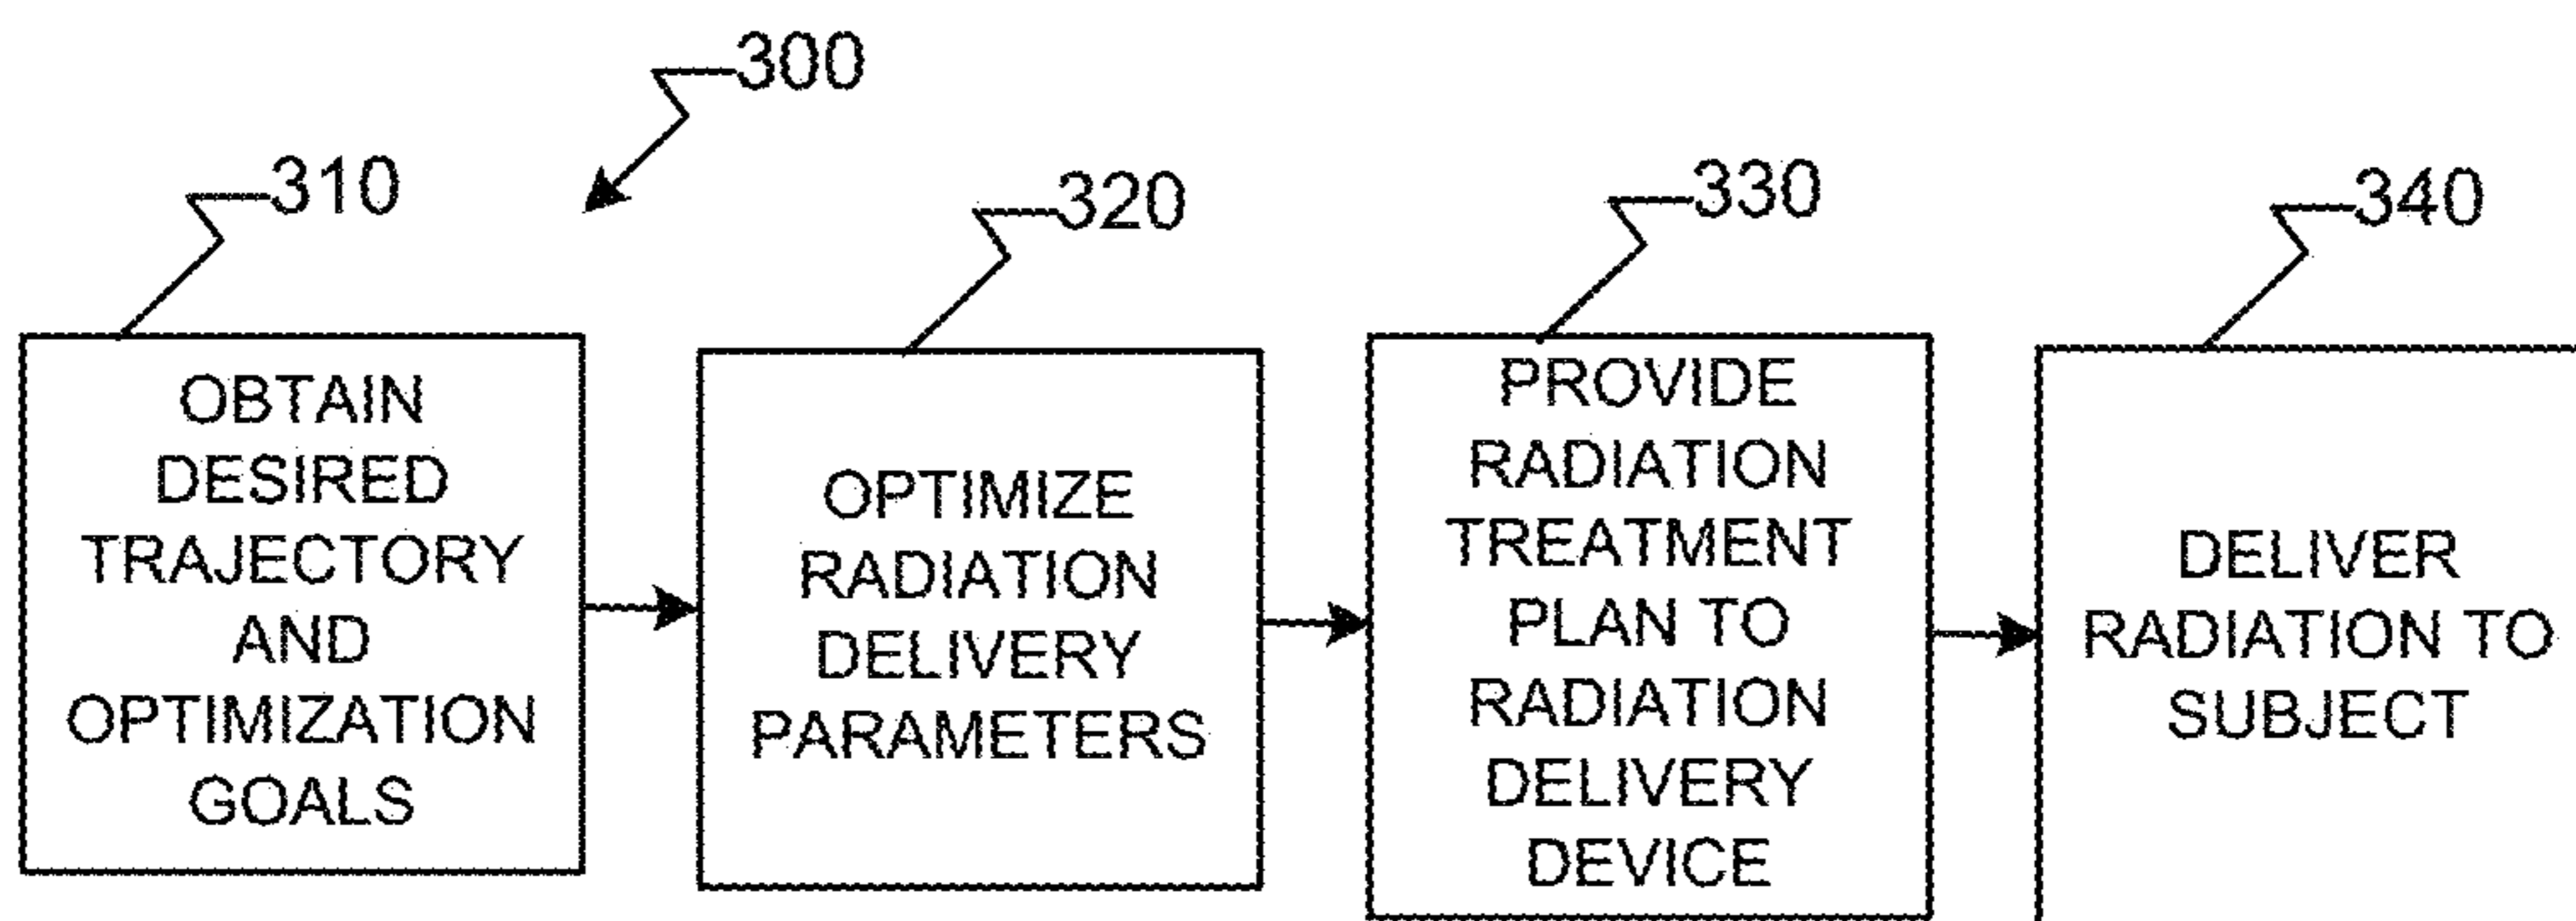 300
310
320
330
340
OBTAIN
DESIRED
TRAJECTORY
AND
OPTIMIZATION
GOALS
OPTIMIZE
RADIATION
DELIVERY
PARAMETERS
PROVIDE
RADIATION
TREATMENT
PLAN TO
RADIATION
DELIVERY
DEVICE
DELIVER
RADIATION TO
SUBJECT